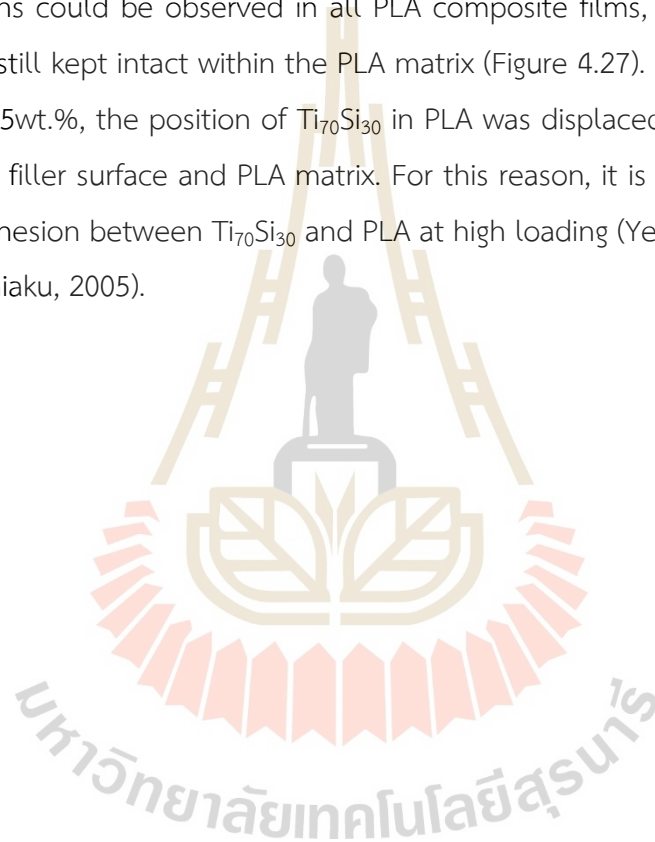 ns could be observed in all PLA composite films,
still kept intact within the PLA matrix (Figure 4.27).
5wt.%, the position of Ti₇₀Si₃₀ in PLA was displaced
filler surface and PLA matrix. For this reason, it is
hesion between Ti₇₀Si₃₀ and PLA at high loading (Ye
iaku, 2005).
มหาวิทยาลัยเทคโนโลยีสุรนารี